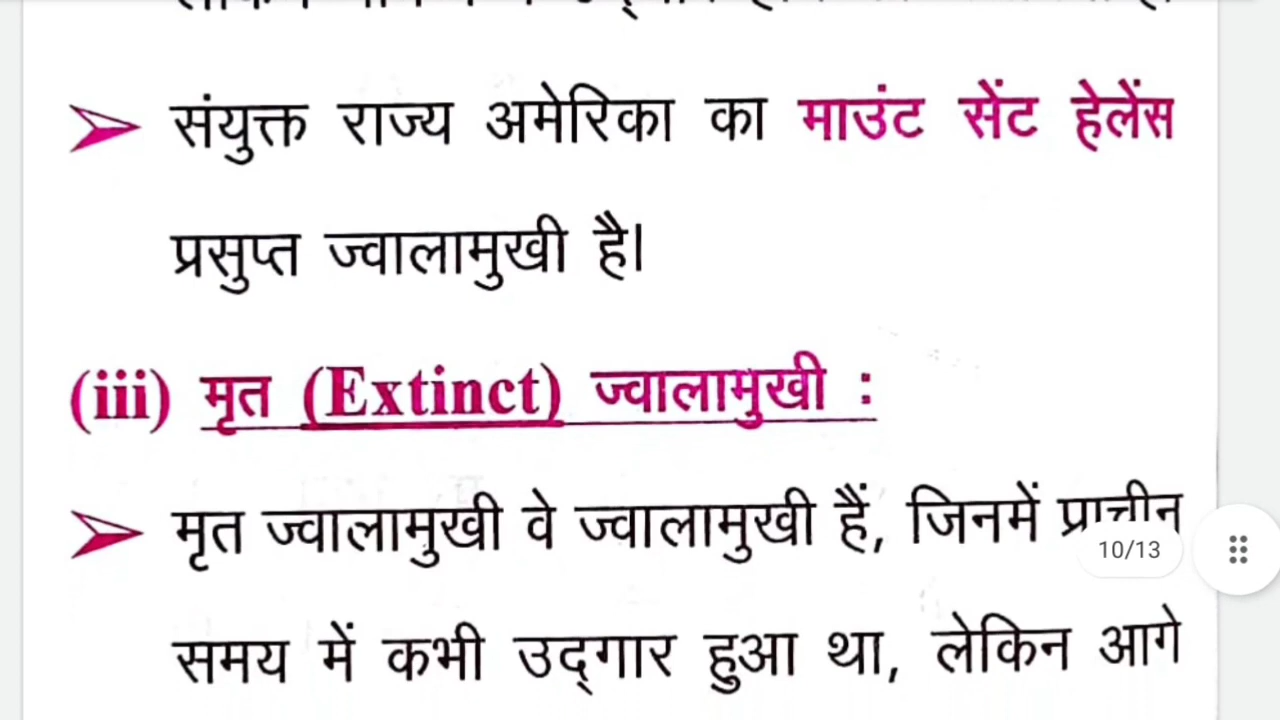 संयुक्त राज्य अमेरिका का माउंट सेंट हेलेंस
प्रसुप्त ज्वालामुखी है।
(iii) मृत (Extinct) ज्वालामुखी :
मृत ज्वालामुखी वे ज्वालामुखी हैं, जिनमें प्राचीन
10/13
समय में कभी उद्‌गार हुआ था, लेकिन आगे